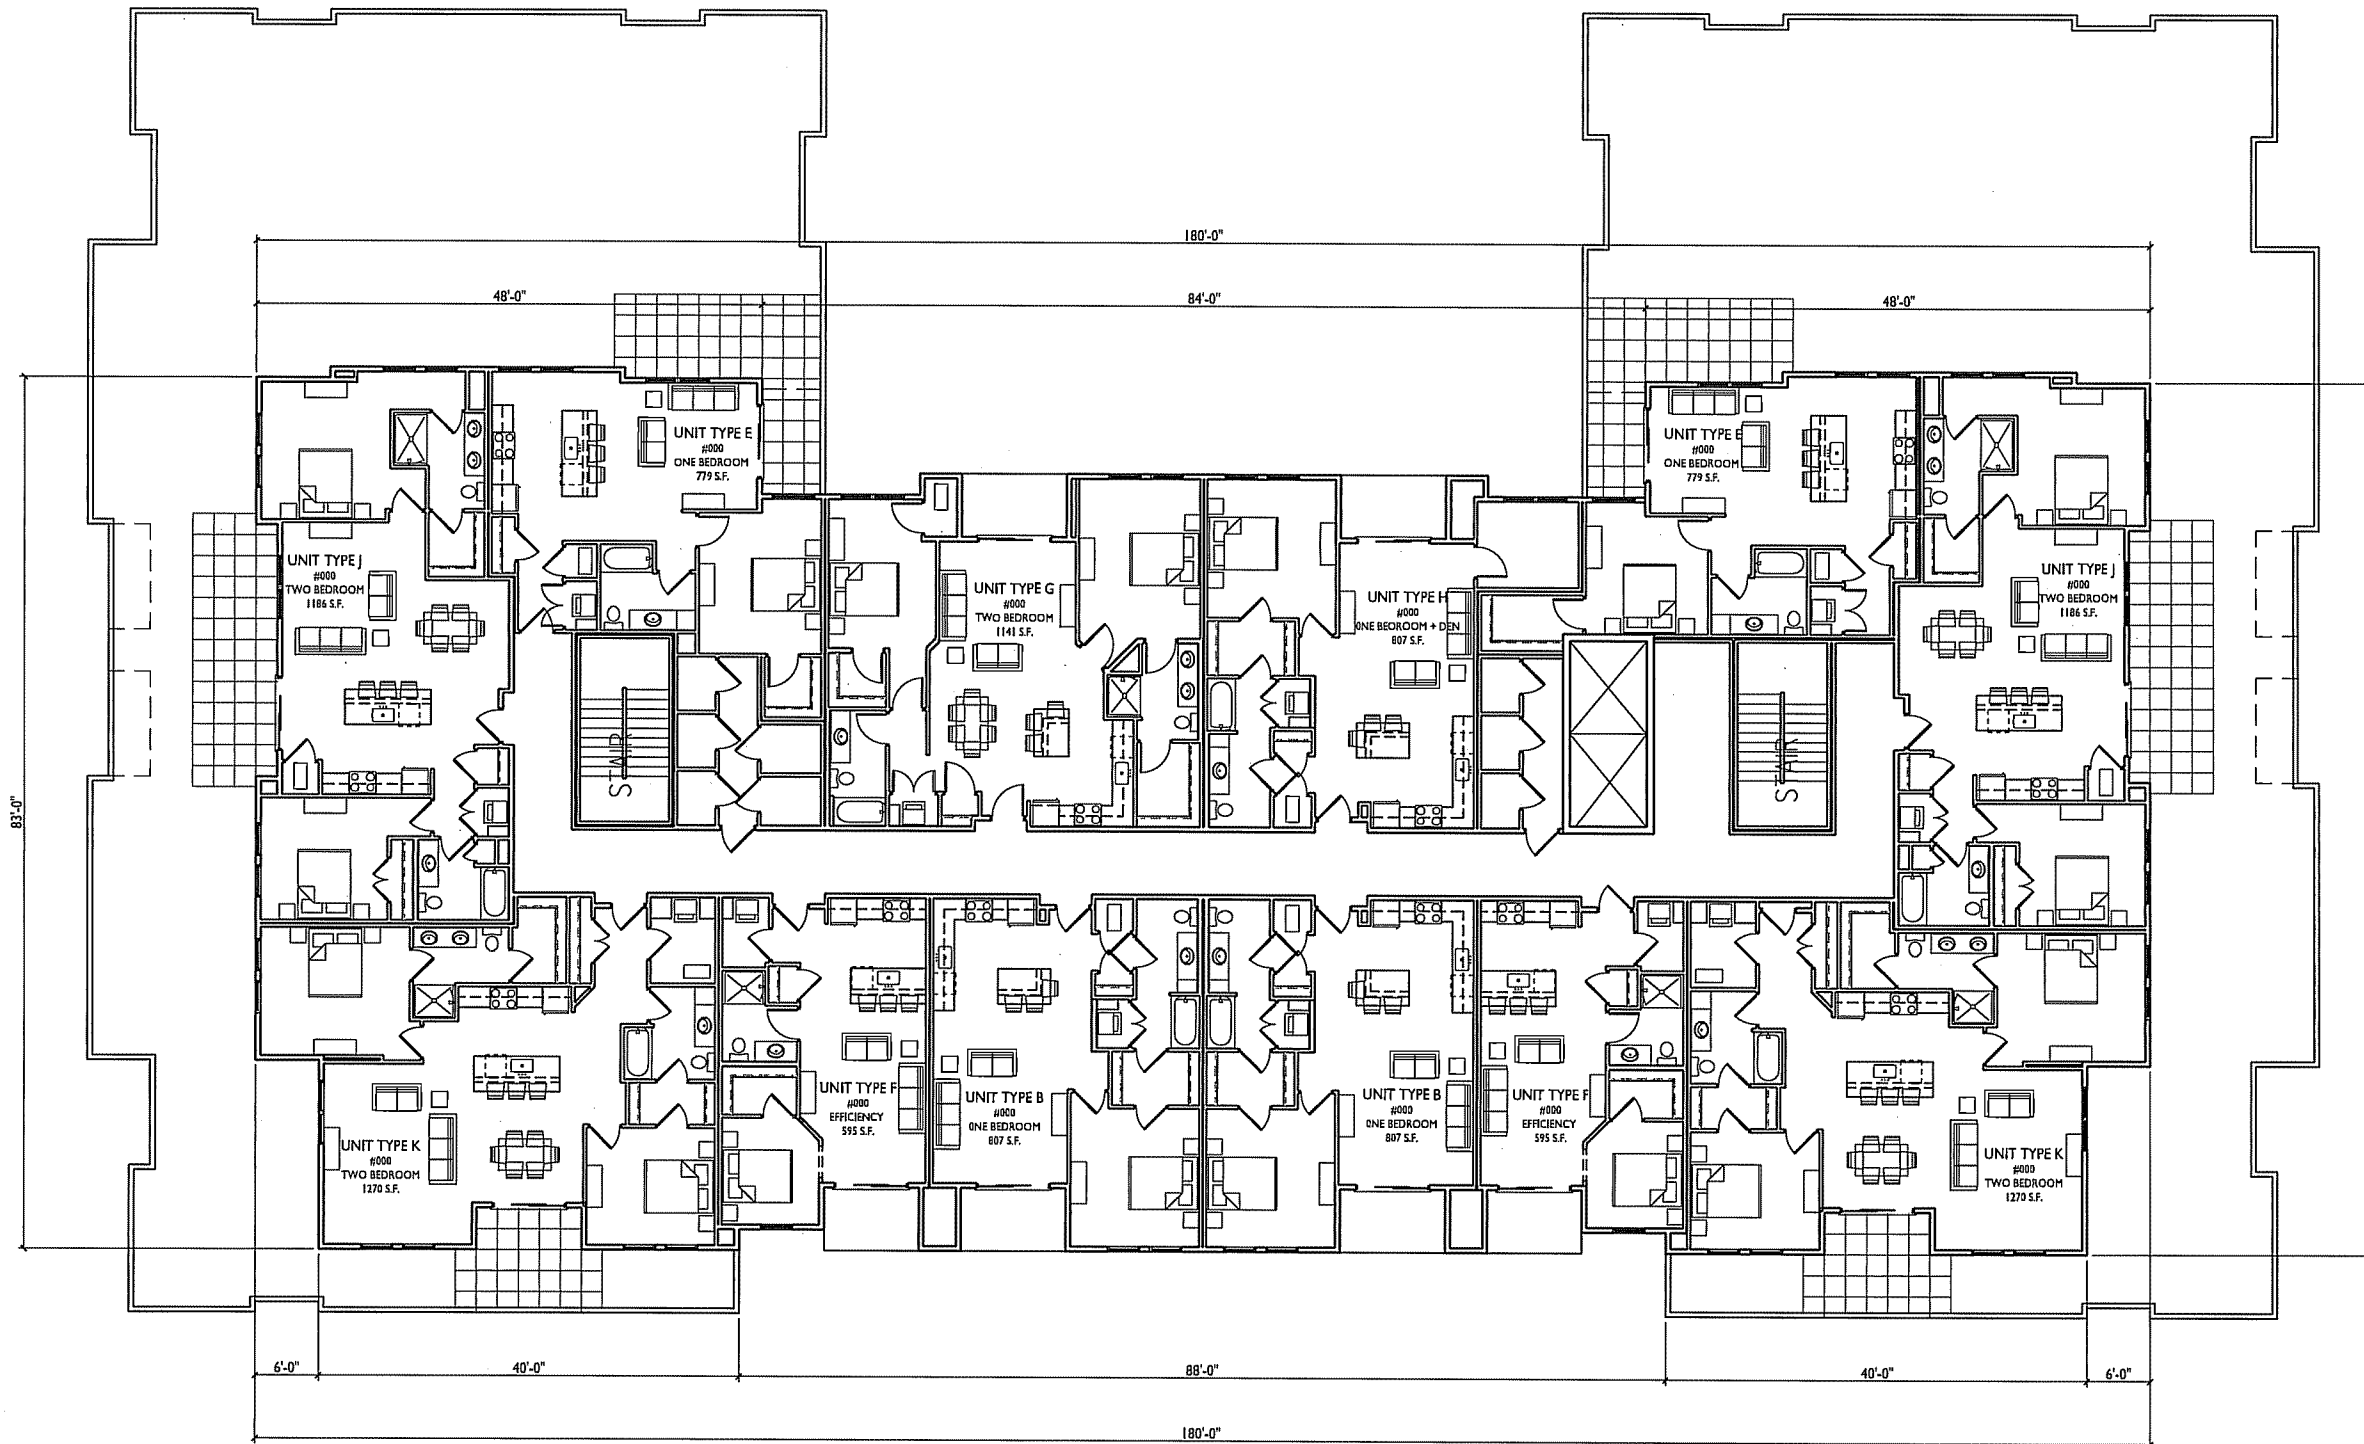 180'-0"
48'-0"
84'-0"
48'-0"
UNIT TYPE E
#000
ONE BEDROOM
779 S.F.
UNIT TYPE E
#000
ONE BEDROOM
779 S.F.
UNIT TYPE J
#000
TWO BEDROOM
1186 S.F.
UNIT TYPE G
#000
TWO BEDROOM
1141 S.F.
UNIT TYPE H
#000
ONE BEDROOM + DEN
807 S.F.
UNIT TYPE J
#000
TWO BEDROOM
1186 S.F.
STAIR
STAIR
83'-0"
UNIT TYPE K
#000
TWO BEDROOM
1270 S.F.
UNIT TYPE F
#000
EFFICIENCY
595 S.F.
UNIT TYPE B
#000
ONE BEDROOM
807 S.F.
UNIT TYPE B
#000
ONE BEDROOM
807 S.F.
UNIT TYPE F
#000
EFFICIENCY
595 S.F.
UNIT TYPE K
#000
TWO BEDROOM
1270 S.F.
6'-0"
40'-0"
88'-0"
40'-0"
6'-0"
180'-0"